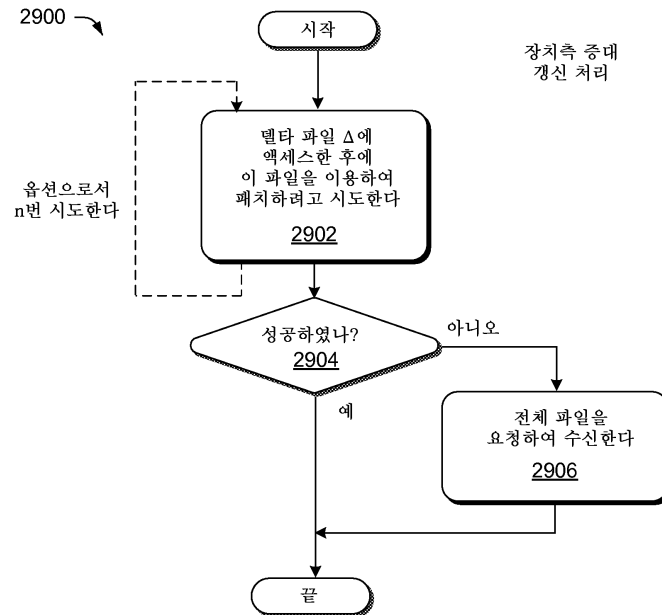 2900
시작
장치측 증대
갱신 처리
델타 파일 Δ에
액세스한 후에
이 파일을 이용하여
패치하려고 시도한다
2902
옵션으로서
n번 시도한다
성공하였나?
2904
아니오
예
전체 파일을
요청하여 수신한다
2906
끝